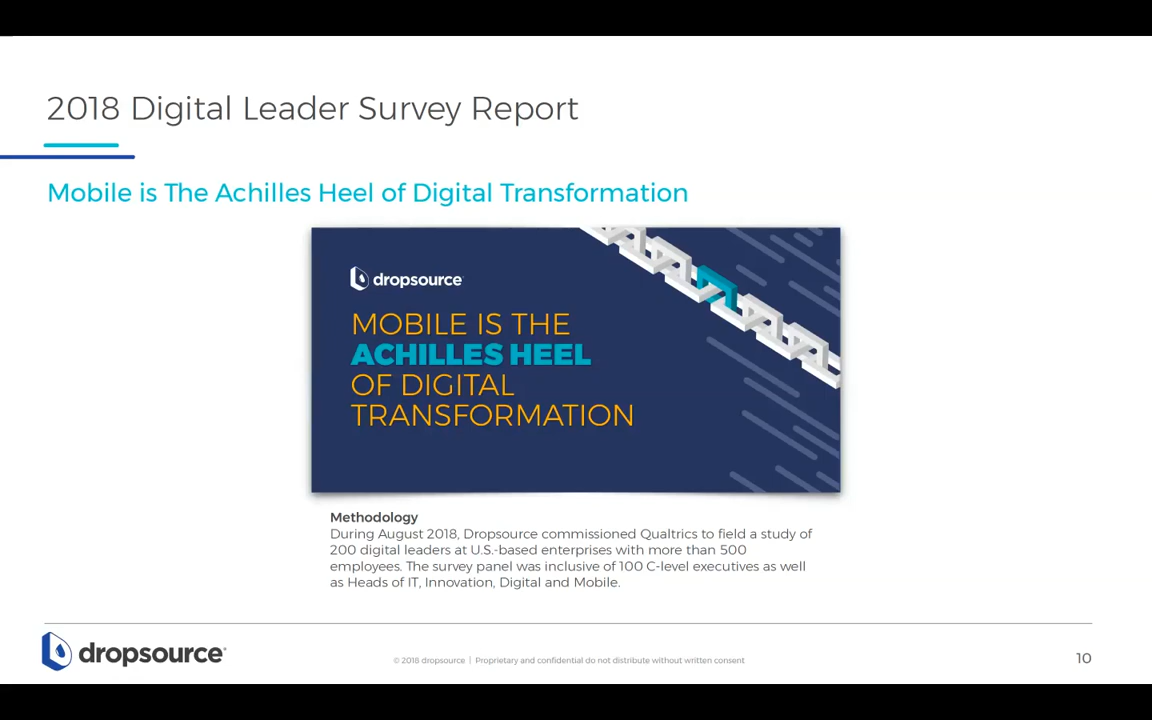 2018 Digital Leader Survey Report
Mobile is The Achilles Heel of Digital Transformation
dropsource
MOBILE IS THE
ACHILLES HEEL
OF DIGITAL
TRANSFORMATION
Methodology
During August 2018, Dropsource commissioned Qualtrics to field a study of
200 digital leaders at U.S.-based enterprises with more than 500
employees. The survey panel was inclusive of 100 C-level executives as well
as Heads of IT, Innovation, Digital and Mobile.
dropsource
© 2018 dropsource | Proprietary and confidential do not distribute without written consent
10